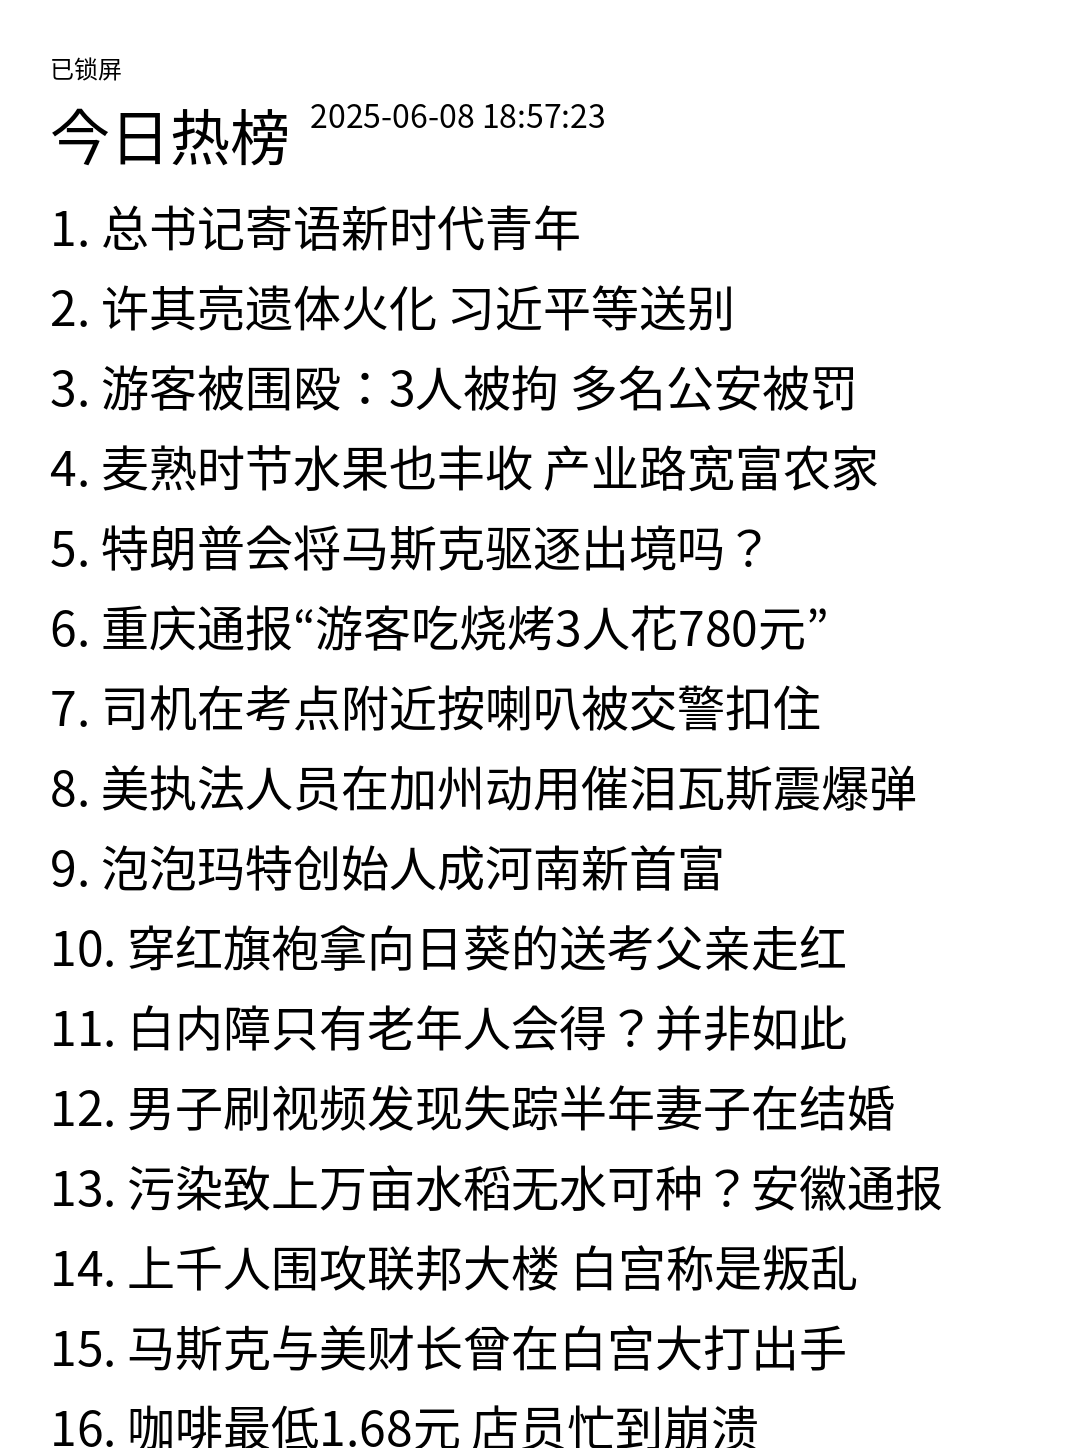 已锁屏
今日热榜 2025-06-08 18:57:23
1. 总书记寄语新时代青年
2. 许其亮遗体火化 习近平等送别
3. 游客被围殴：3人被拘 多名公安被罚
4. 麦熟时节水果也丰收 产业路宽富农家
5. 特朗普会将马斯克驱逐出境吗？
6. 重庆通报“游客吃烧烤3人花780元”
7. 司机在考点附近按喇叭被交警扣住
8. 美执法人员在加州动用催泪瓦斯震爆弹
9. 泡泡玛特创始人成河南新首富
10. 穿红旗袍拿向日葵的送考父亲走红
11. 白内障只有老年人会得？并非如此
12. 男子刷视频发现失踪半年妻子在结婚
13. 污染致上万亩水稻无水可种？安徽通报
14. 上千人围攻联邦大楼 白宫称是叛乱
15. 马斯克与美财长曾在白宫大打出手
16. 咖啡最低1.68元 店员忙到崩溃